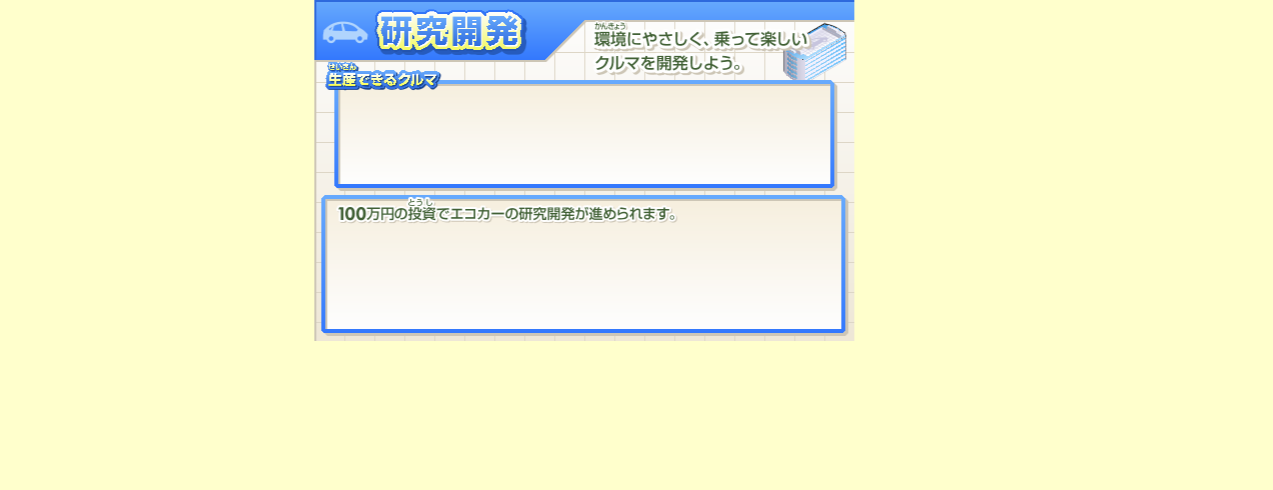 研究開発
かんきょう
環境にやさしく、乗って楽しい
クルマを開発しよう。
せいさん
生産できるクルマ
とうし
100万円の投資でエコカーの研究開発が進められます。